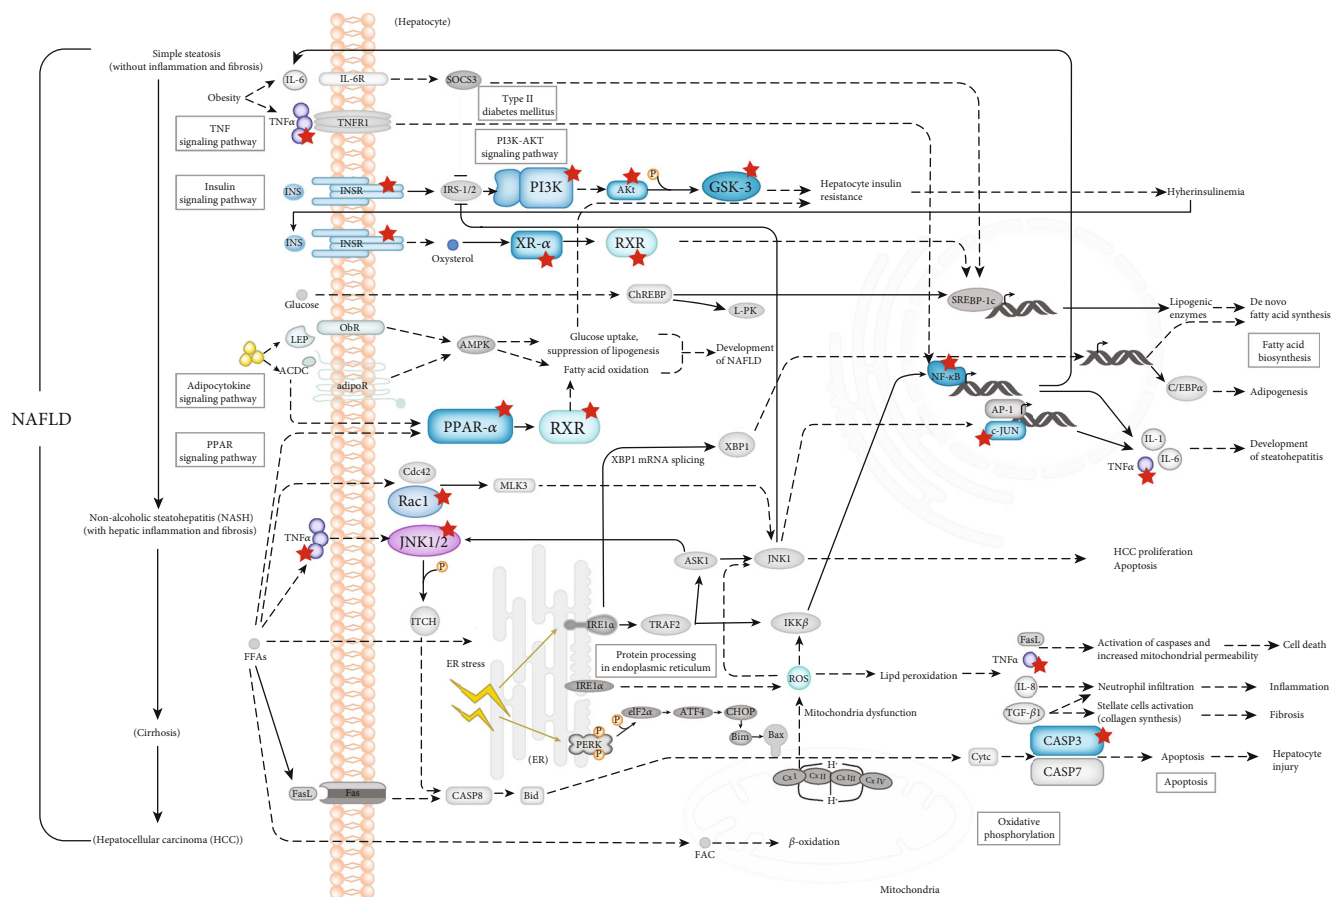 (Hepatocyte)
Simple steatosis
(without inflammation and fibrosis)
IL-6
IL-6R
SOCS3
Obesity
Type II
diabetes mellitus
TNFα
TNFR1
TNF
signaling pathway
PI3K-AKT
signaling pathway
Insulin
signaling pathway
INS
INSR
IRS-1/2
PI3K
AKt
P
GSK-3
Hepatocyte insulin
resistance
Hyherinsulinemia
INS
INSR
Oxysterol
XR-α
RXR
Glucose
ChREBP
L-PK
SREBP-1c
Lipogenic
enzymes
De novo
fatty acid synthesis
LEP
ObR
ACDC
adipoR
AMPK
Glucose uptake,
suppression of lipogenesis
Fatty acid oxidation
Development
of NAFLD
Fatty acid
biosynthesis
Adipocytokine
signaling pathway
NF-κB
C/EBPα
Adipogenesis
NAFLD
PPAR-α
RXR
AP-1
c-JUN
PPAR
signaling pathway
XBP1 mRNA splicing
XBP1
IL-1
IL-6
TNFα
Development
of steatohepatitis
Cdc42
Rac1
MLK3
Non-alcoholic steatohepatitis (NASH)
(with hepatic inflammation and fibrosis)
TNFα
JNK1/2
P
ASK1
JNK1
HCC proliferation
Apoptosis
ITCH
IRE1α
TRAF2
IKKβ
FFAs
ER stress
Protein processing
in endoplasmic reticulum
IRE1α
ROS
Lipid peroxidation
FasL
TNFα
Activation of caspases and
increased mitochondrial permeability
Cell death
IL-8
Neutrophil infiltration
Inflammation
TGF-β1
Stellate cells activation
(collagen synthesis)
Fibrosis
(Cirrhosis)
P
eIF2α
ATF4
CHOP
Mitochondria dysfunction
P
PERK
P
(ER)
Bim
Bax
Cytc
CASP3
CASP7
Apoptosis
Hepatocyte
injury
Apoptosis
H+
Cx I
Cx II
Cx III
Cx IV
H+
FasL
Fas
CASP8
Bid
Oxidative
phosphorylation
(Hepatocellular carcinoma (HCC))
FAC
β-oxidation
Mitochondria